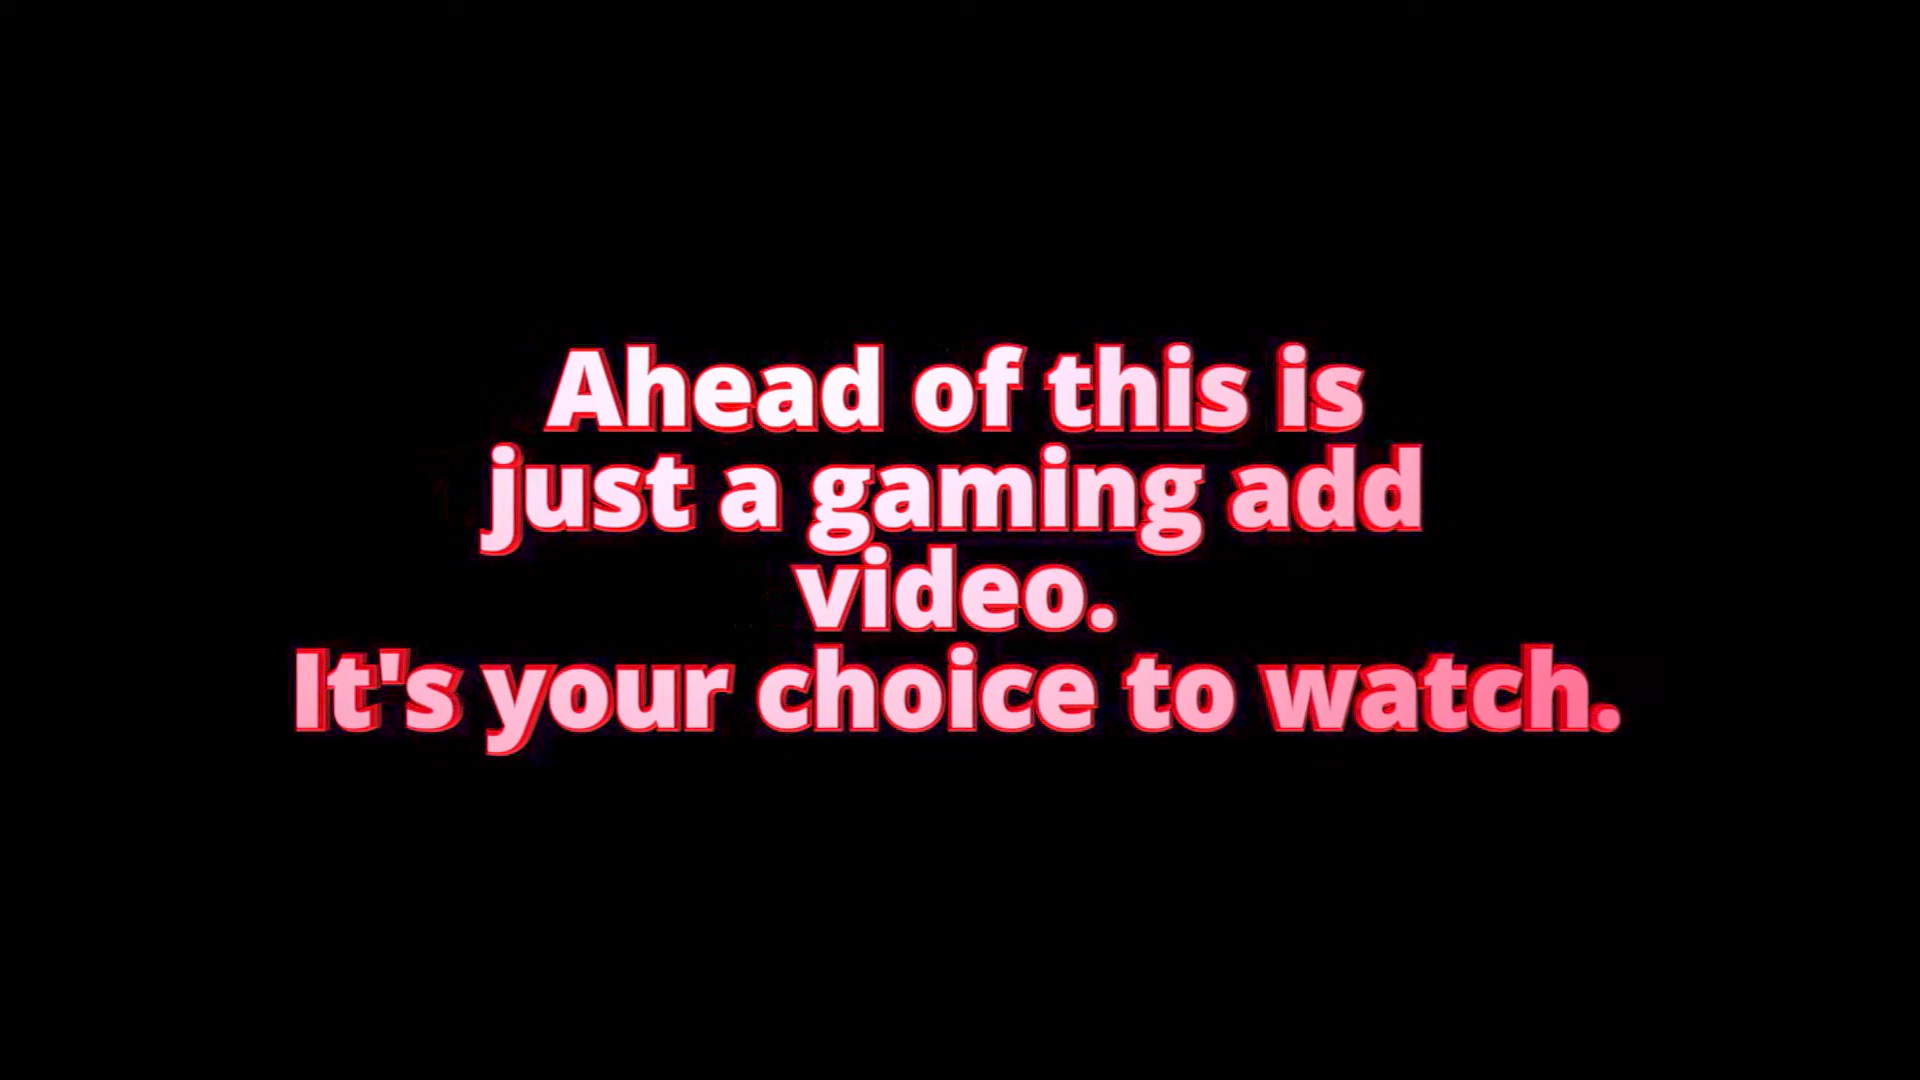 Ahead of this is
just a gaming add
video.
It's your choice to watch.